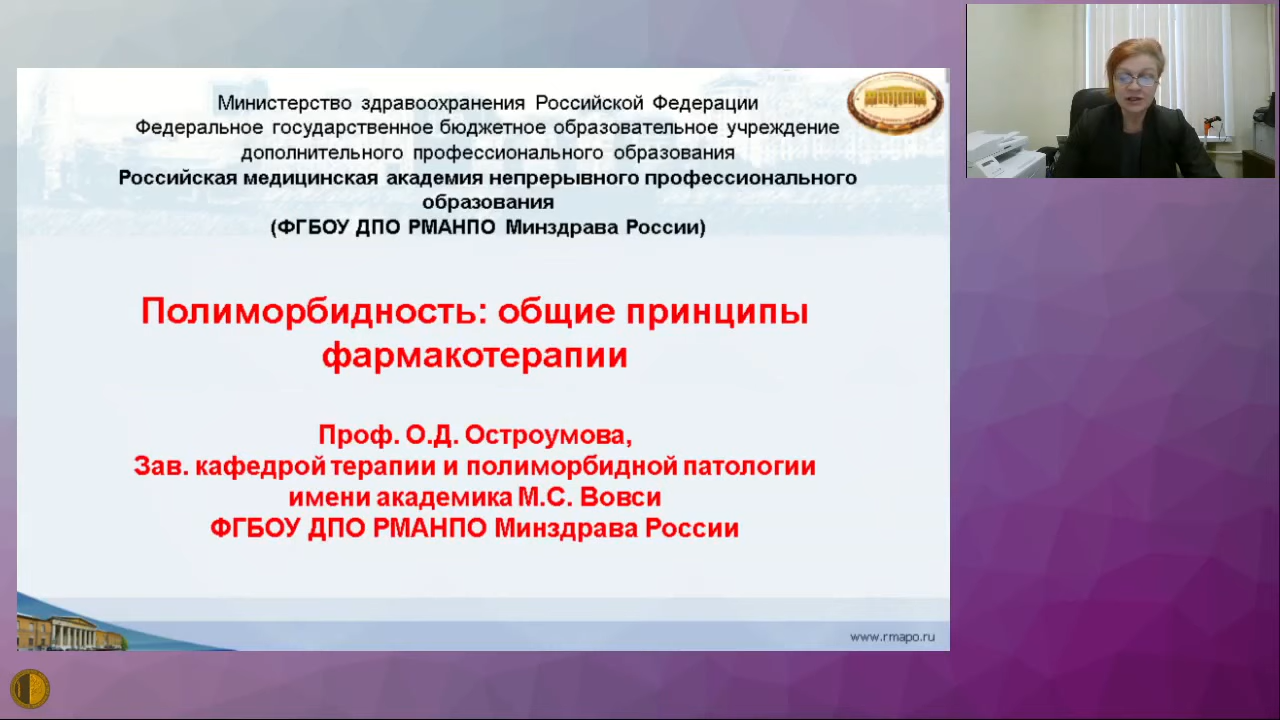 Министерство здравоохранения Российской Федерации
Федеральное государственное бюджетное образовательное учреждение
дополнительного профессионального образования
Российская медицинская академия непрерывного профессионального
образования
(ФГБОУ ДПО РМАНПО Минздрава России)
Полиморбидность: общие принципы
фармакотерапии
Проф. О.Д. Остроумова,
Зав. кафедрой терапии и полиморбидной патологии
имени академика М.С. Вовси
ФГБОУ ДПО РМАНПО Минздрава России
www.rmapo.ru